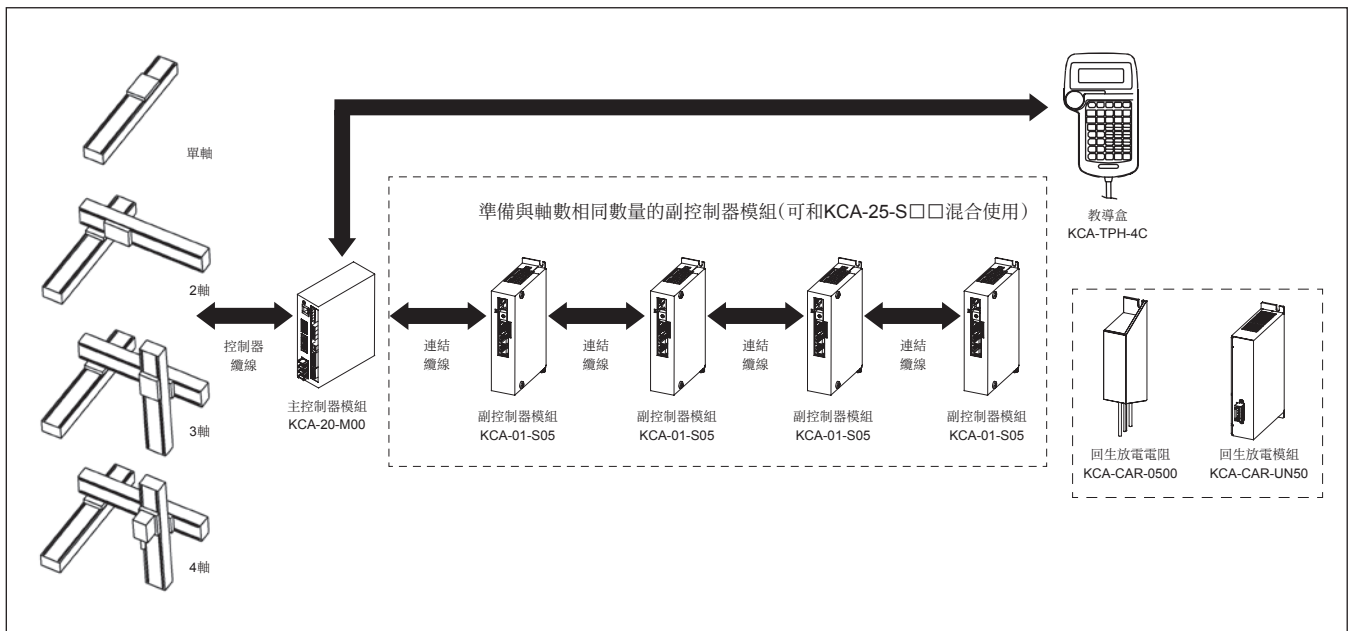 單軸
2軸
3軸
4軸
控制器
纜線
主控制器模組
KCA-20-M00
準備與軸數相同數量的副控制器模組(可和KCA-25-S□□混合使用)
連結
纜線
副控制器模組
KCA-01-S05
連結
纜線
副控制器模組
KCA-01-S05
連結
纜線
副控制器模組
KCA-01-S05
連結
纜線
副控制器模組
KCA-01-S05
教導盒
KCA-TPH-4C
回生放電電阻
KCA-CAR-0500
回生放電模組
KCA-CAR-UN50